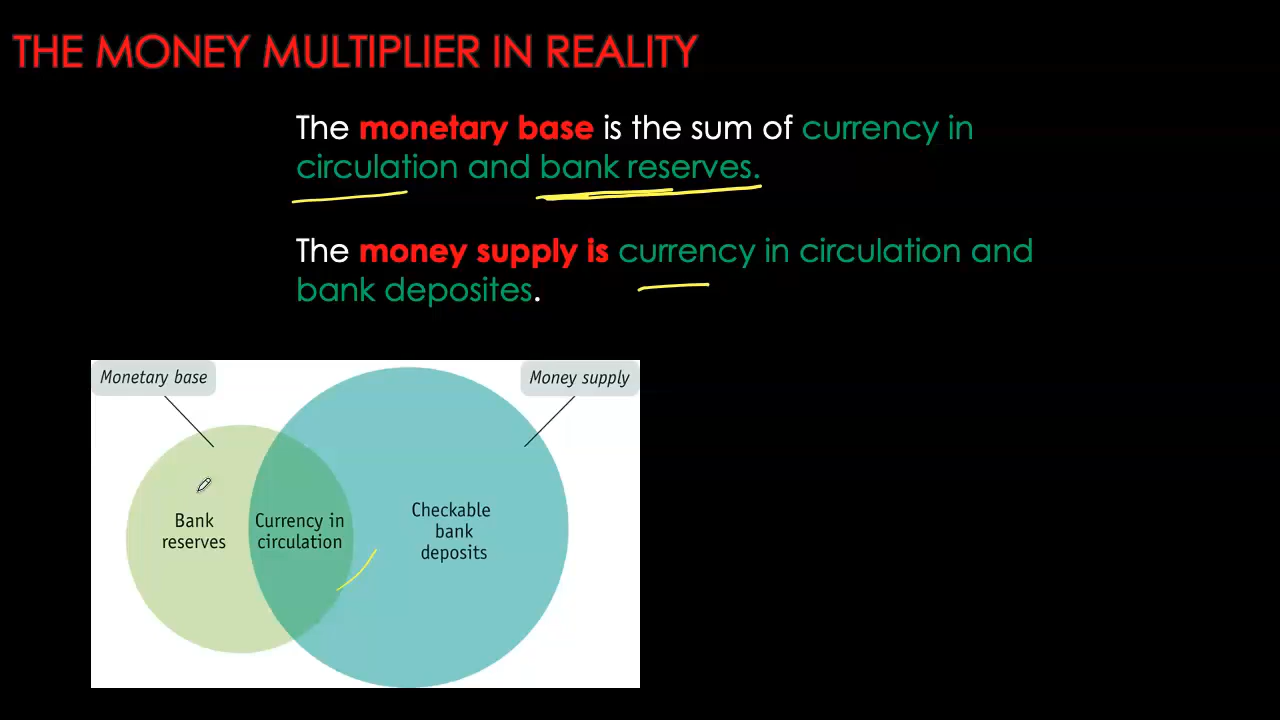 THE MONEY MULTIPLIER IN REALITY
The monetary base is the sum of currency in
circulation and bank reserves.
The money supply is currency in circulation and
bank deposites.
Monetary base
Money supply
Bank
reserves
Currency in
circulation
Checkable
bank
deposits